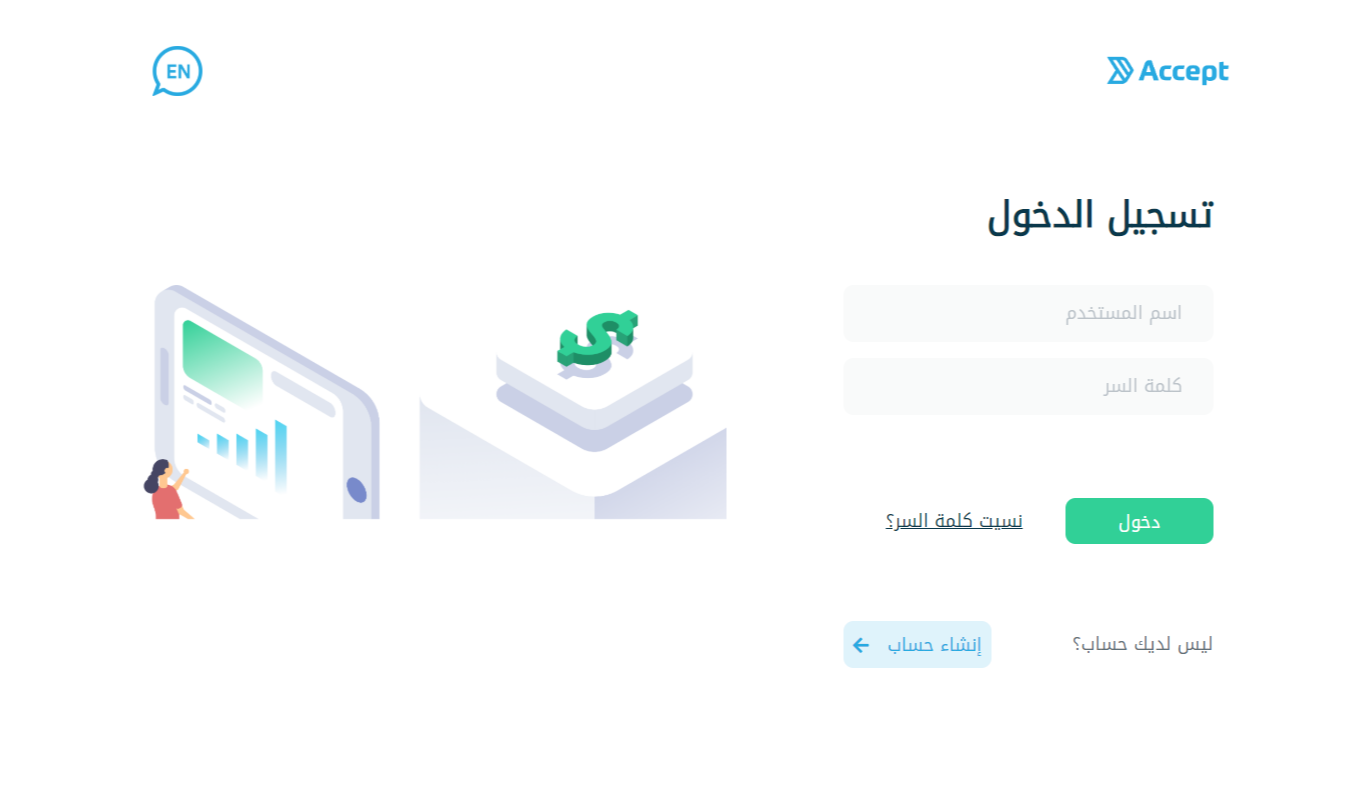 Accept
EN
تسجيل الدخول
اسم المستخدم
كلمة السر
دخول
نسيت كلمة السر؟
ليس لديك حساب؟
إنشاء حساب